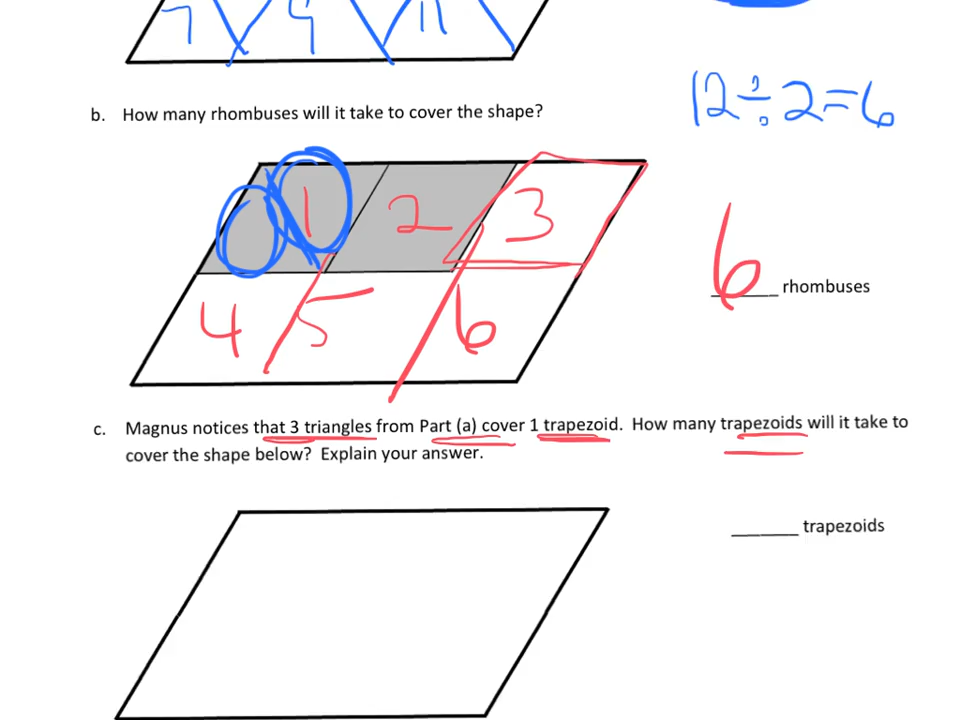 7 9 11
12÷2=6
b. How many rhombuses will it take to cover the shape?
1 2 3
4 5 6
6 rhombuses
c. Magnus notices that 3 triangles from Part (a) cover 1 trapezoid. How many trapezoids will it take to
cover the shape below? Explain your answer.
______ trapezoids